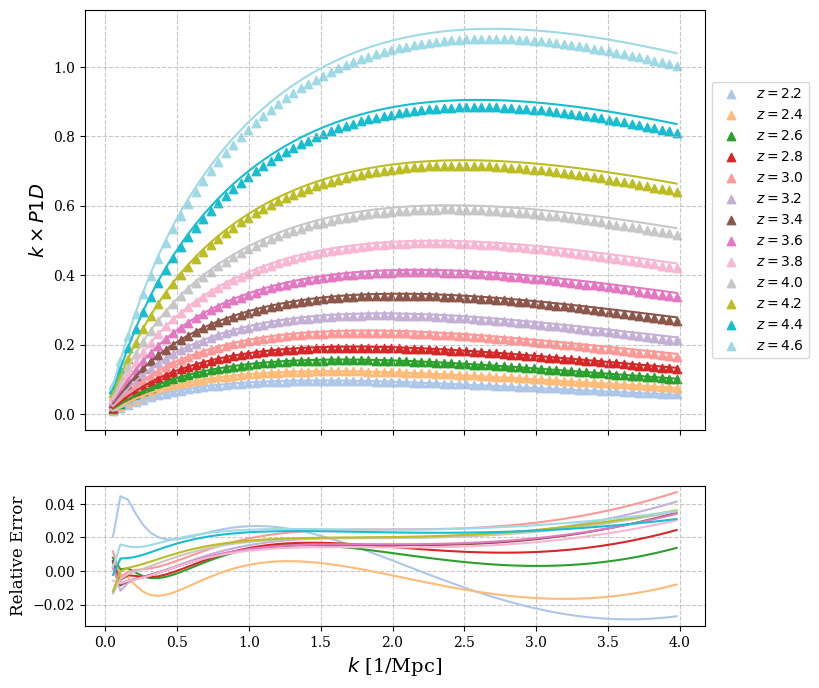 1.0
0.8
0.6
0.4
0.2
0.0
k × P1D
z = 2.2
z = 2.4
z = 2.6
z = 2.8
z = 3.0
z = 3.2
z = 3.4
z = 3.6
z = 3.8
z = 4.0
z = 4.2
z = 4.4
z = 4.6
0.04
0.02
0.00
−0.02
Relative Error
0.0 0.5 1.0 1.5 2.0 2.5 3.0 3.5 4.0
k [1/Mpc]